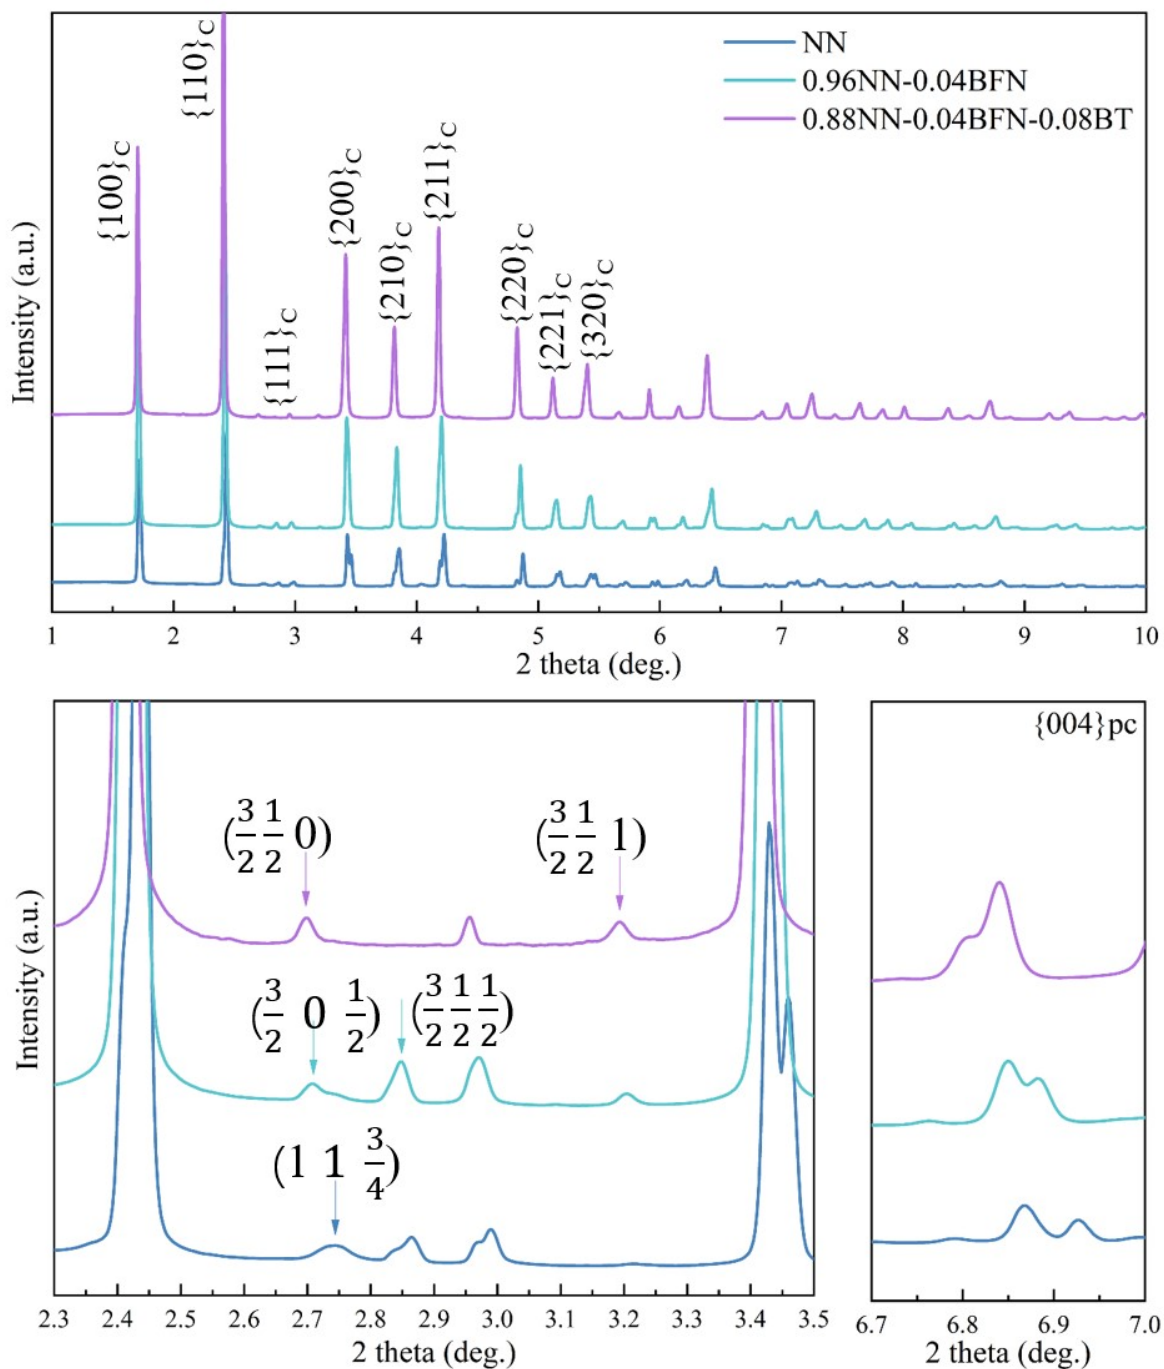 NN
0.96NN-0.04BFN
0.88NN-0.04BFN-0.08BT
{100}C
{110}C
{111}C
{200}C
{210}C
{211}C
{220}C
{221}C
{320}C
Intensity (a.u.)
1 2 3 4 5 6 7 8 9 10
2 theta (deg.)
{004}pc
(3/2 1/2 0)
(3/2 1/2 1)
(3/2 0 1/2)
(3/2 1/2 1/2)
(1 1 3/4)
Intensity (a.u.)
2.3 2.4 2.5 2.6 2.7 2.8 2.9 3.0 3.1 3.2 3.3 3.4 3.5
2 theta (deg.)
6.7 6.8 6.9 7.0
2 theta (deg.)